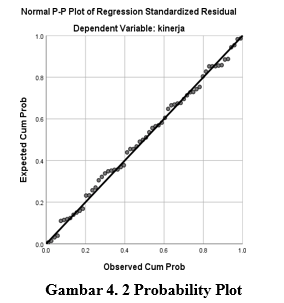 Normal P-P Plot of Regression Standardized Residual
Dependent Variable: kinerja
Expected Cum Prob
1.0
0.8
0.6
0.4
0.2
0.0
0.0 0.2 0.4 0.6 0.8 1.0
Observed Cum Prob
Gambar 4. 2 Probability Plot